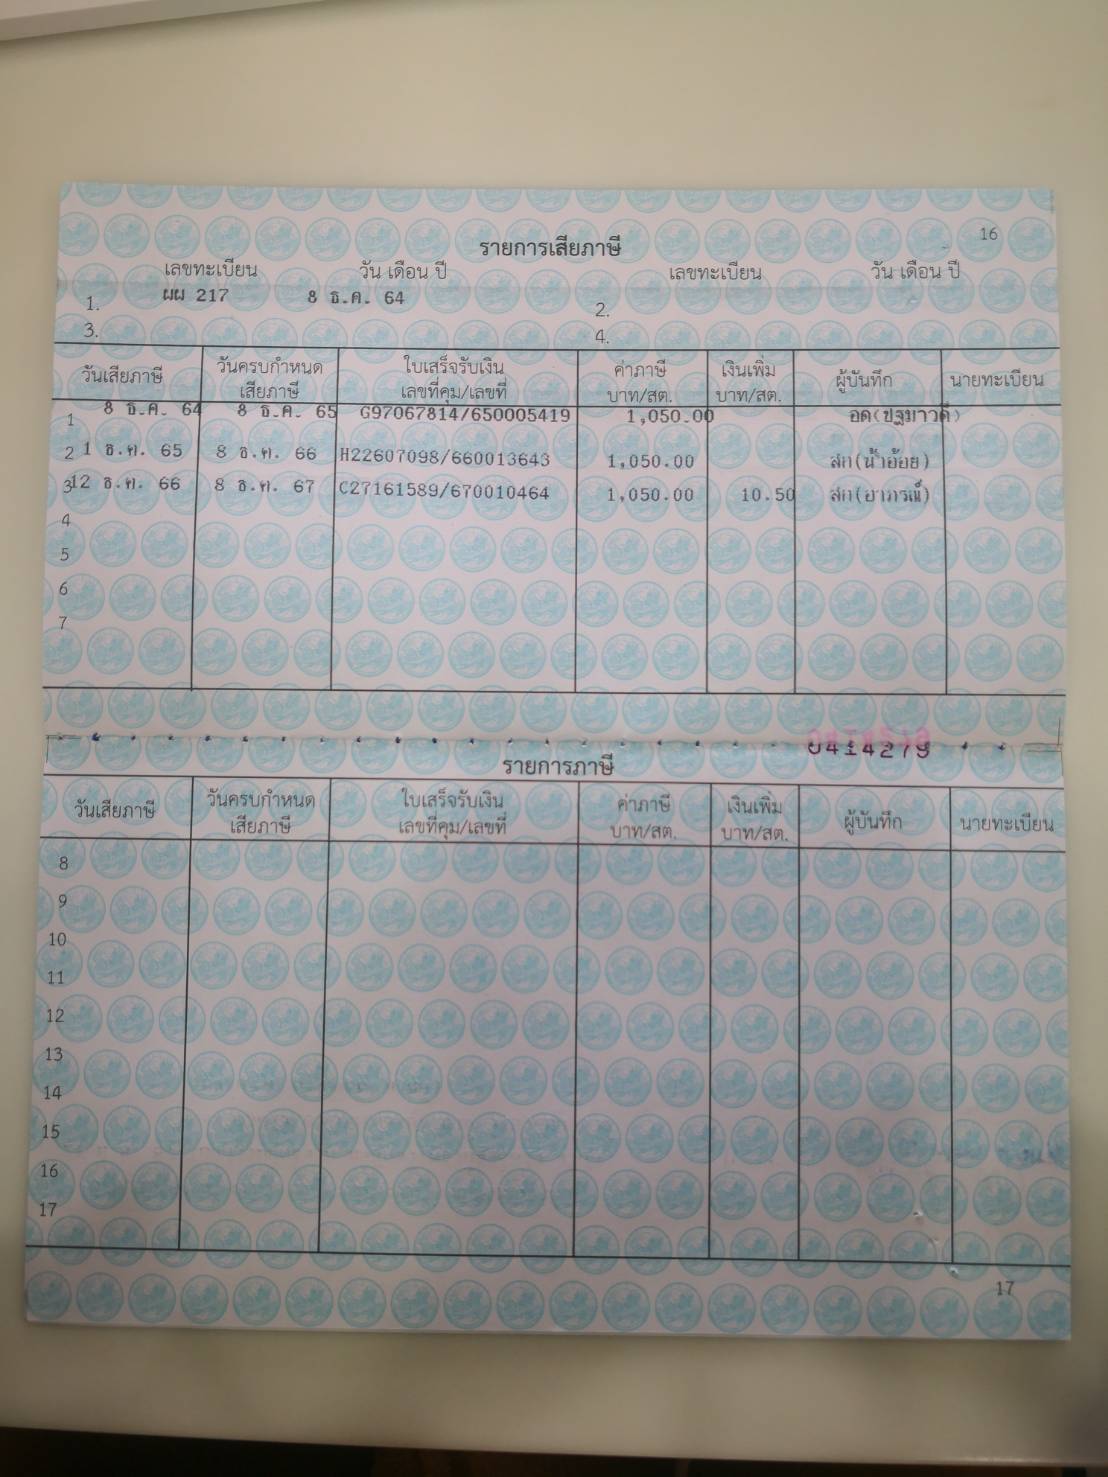 16
รายการเสียภาษี
เลขทะเบียน วัน เดือน ปี เลขทะเบียน วัน เดือน ปี
1. ผผ 217 8 ธ.ค. 64 2.
3. 4.
วันเสียภาษี วันครบกำหนด ใบเสร็จรับเงิน ค่าภาษี เงินเพิ่ม ผู้บันทึก นายทะเบียน
เสียภาษี เลขที่คุม/เลขที่ บาท/สต. บาท/สต.
1 8 ธ.ค. 64 8 ธ.ค. 65 G97067814/650005419 1,050.00 อด(ปฐมาวดี)
2 1 ธ.ค. 65 8 ธ.ค. 66 H22607098/660013643 1,050.00 สก(น้ำอ้อย)
3 12 ธ.ค. 66 8 ธ.ค. 67 C27161589/670010464 1,050.00 10.50 สก(อาภรณ์)
4
5
6
7
0414279
รายการภาษี
วันเสียภาษี วันครบกำหนด ใบเสร็จรับเงิน ค่าภาษี เงินเพิ่ม ผู้บันทึก นายทะเบียน
เสียภาษี เลขที่คุม/เลขที่ บาท/สต. บาท/สต.
8
9
10
11
12
13
14
15
16
17
17